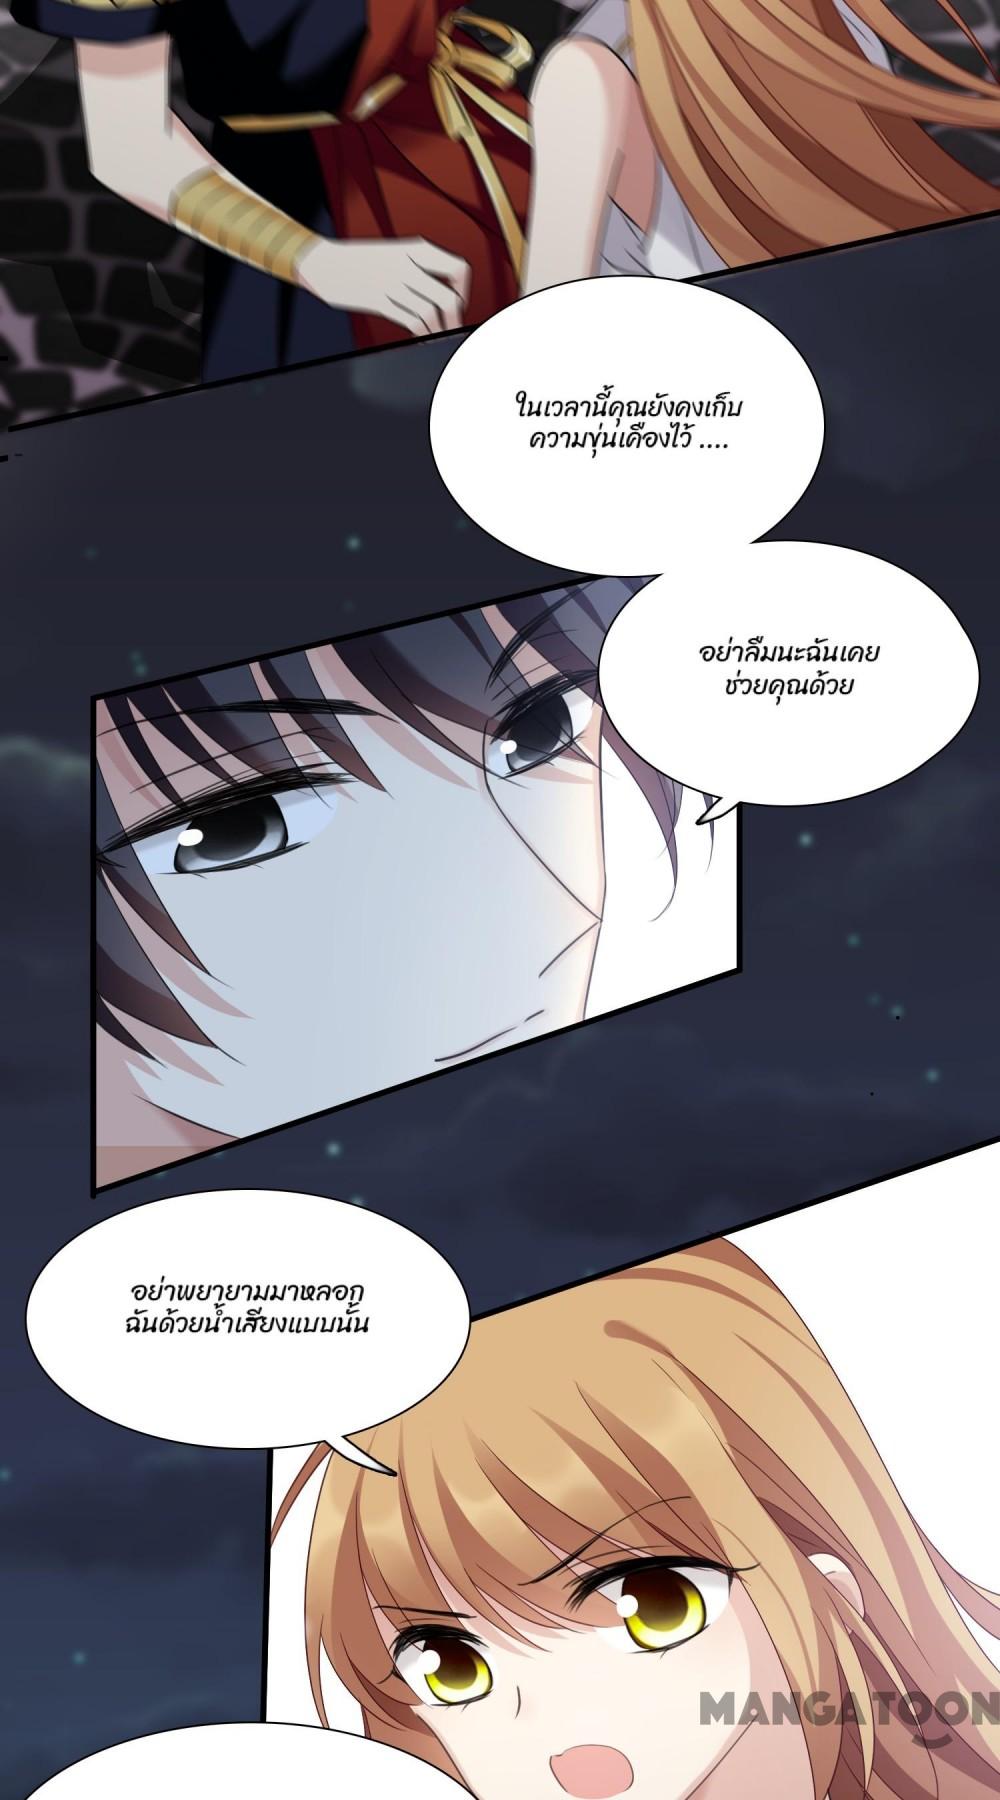 ในเวลานี้คุณยังคงเก็บ
ความขุ่นเคืองไว้ ....
อย่าลืมนะฉันเคย
ช่วยคุณด้วย
อย่าพยายามมาหลอก
ฉันด้วยน้ำเสียงแบบนั้น
MANGATOON